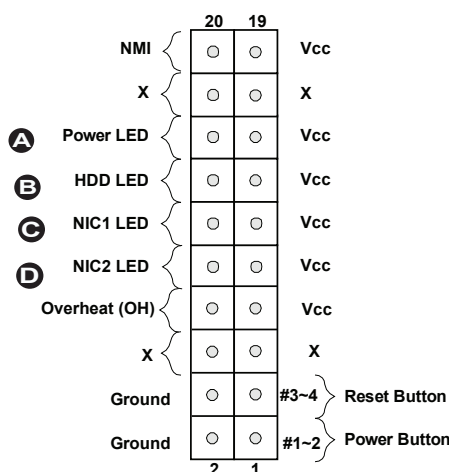 20 19
NMI Vcc
X X
A Power LED Vcc
B HDD LED Vcc
C NIC1 LED Vcc
D NIC2 LED Vcc
Overheat (OH) Vcc
X X
Ground #3~4 Reset Button
Ground #1~2 Power Button
2 1